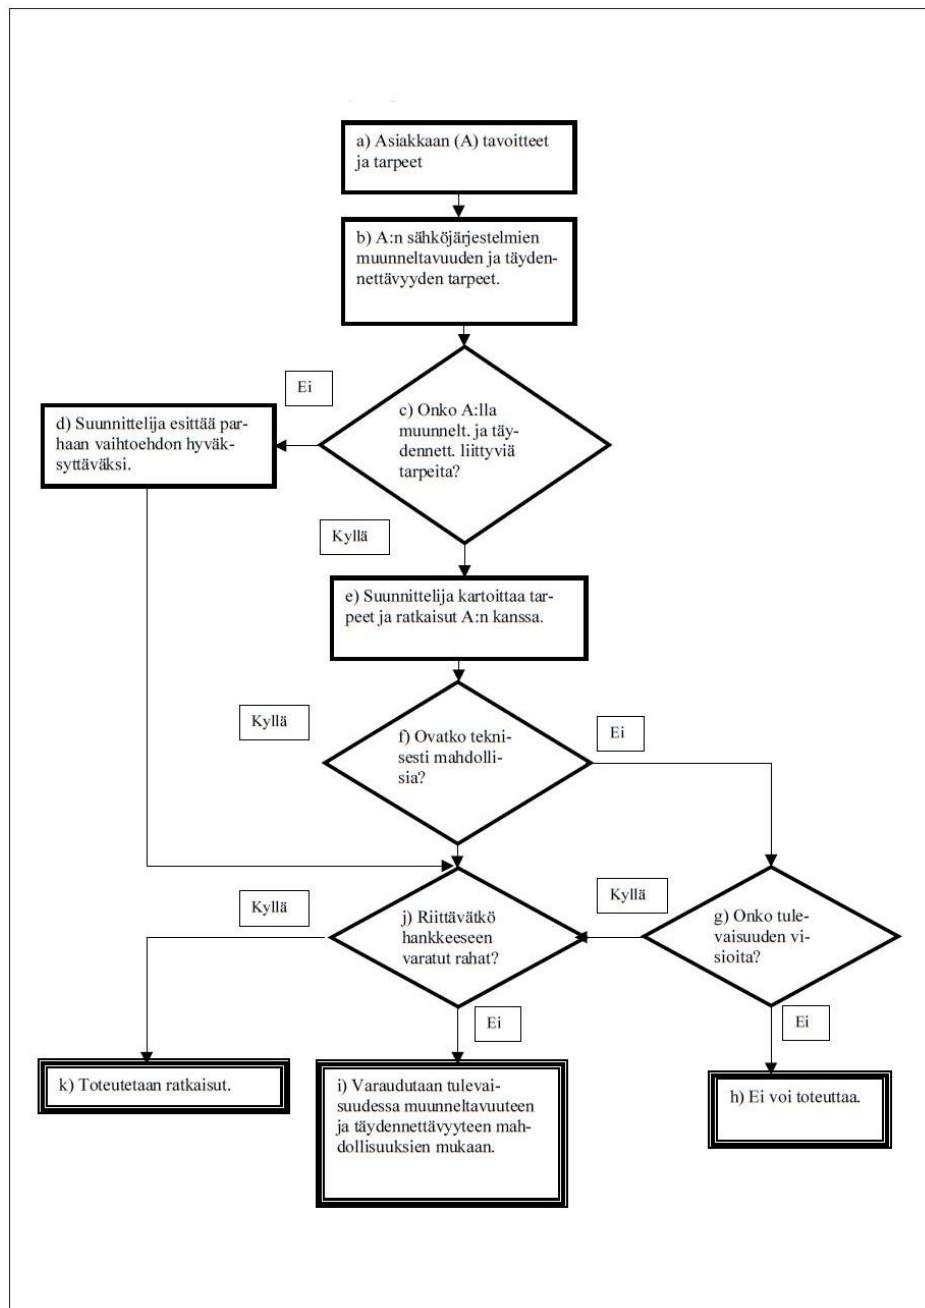 a) Asiakkaan (A) tavoitteet
ja tarpeet
b) A:n sähköjärjestelmien
muunneltavuuden ja täyden-
nettävyyden tarpeet.
Ei
c) Onko A:lla
muunnelt. ja täy-
dennett. liittyviä
tarpeita?
d) Suunnittelija esittää par-
haan vaihtoehdon hyväk-
syttäväksi.
Kyllä
e) Suunnittelija kartoittaa tar-
peet ja ratkaisut A:n kanssa.
Kyllä
f) Ovatko tekni-
sesti mahdolli-
sia?
Ei
Kyllä
j) Riittävätkö
hankkeeseen
varatut rahat?
Kyllä
g) Onko tule-
vaisuuden vi-
sioita?
Ei
Ei
k) Toteutetaan ratkaisut.
i) Varaudutaan tulevai-
suudessa muunneltavuuteen
ja täydennettävyyteen mah-
dollisuuksien mukaan.
h) Ei voi toteuttaa.